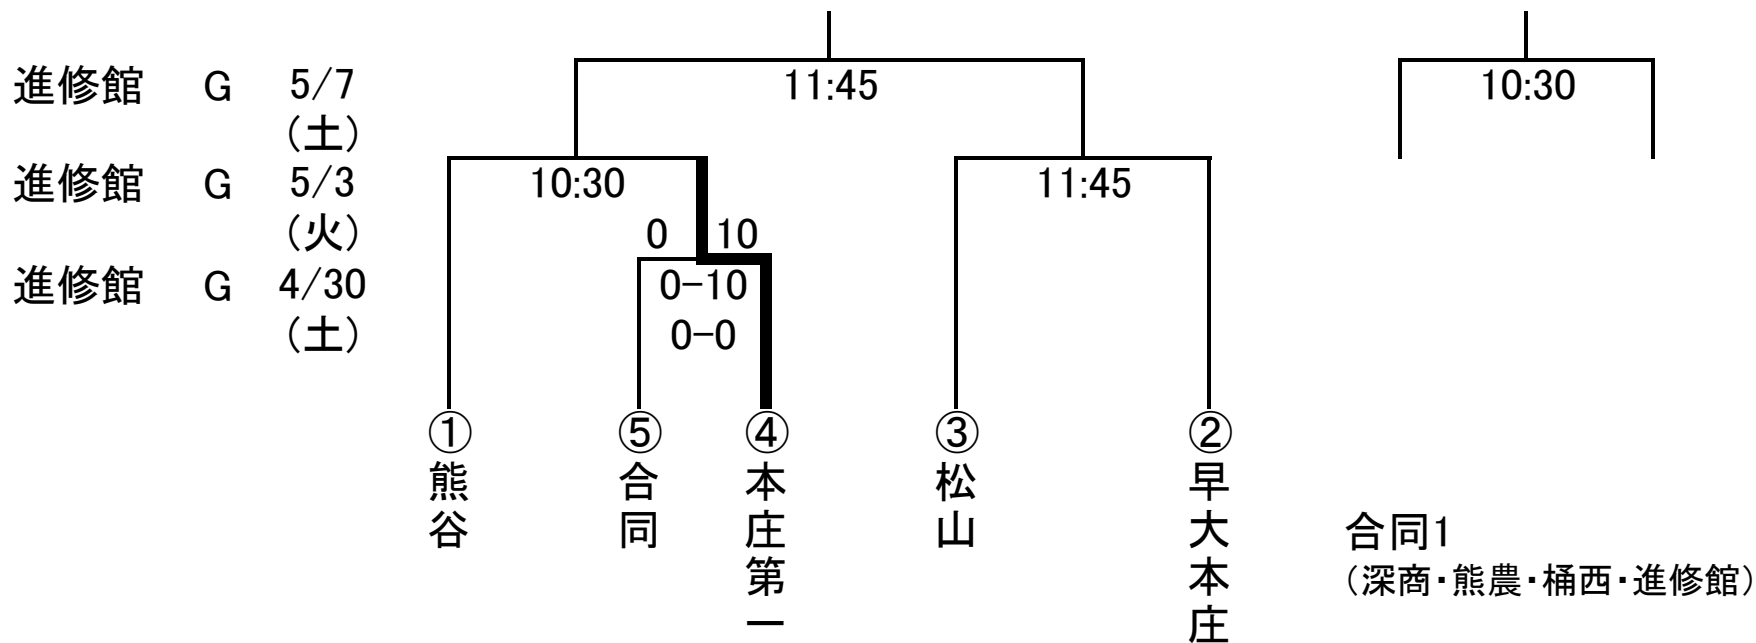 進修館 G 5/7 11:45 10:30
(土)
進修館 G 5/3 10:30 11:45
(火) 0 10
進修館 G 4/30 0-10
(土) 0-0
①熊谷
⑤合同
④本庄第一
③松山
②早大本庄
合同1
(深商・熊農・桶西・進修館)